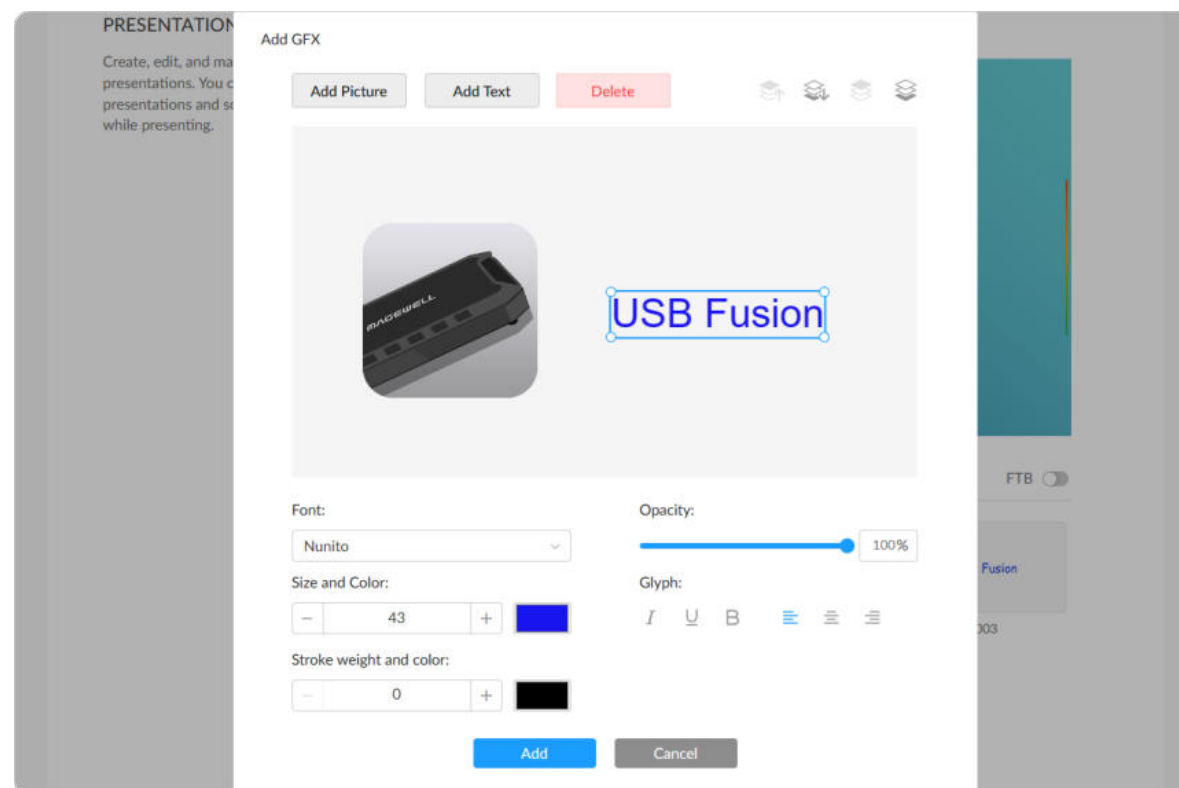 PRESENTATION
Create, edit, and ma
presentations. You c
presentations and so
while presenting.
Add GFX
Add Picture
Add Text
Delete
MAGEWELL
USB Fusion
Font:
Nunito
Opacity:
100%
Size and Color:
43
Glyph:
I U B
Stroke weight and color:
0
Add
Cancel
FTB
Fusion
003